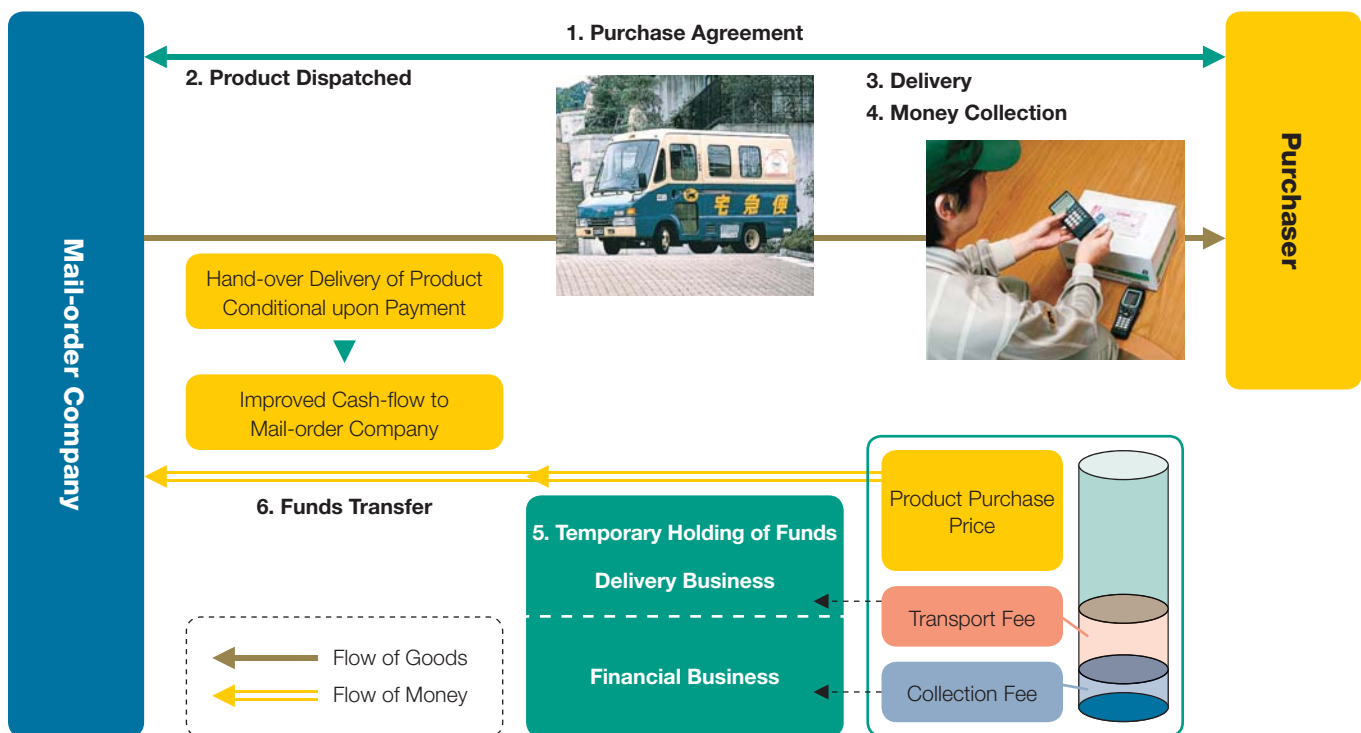 1. Purchase Agreement
2. Product Dispatched
3. Delivery
4. Money Collection
宅急便
Mail-order Company
Purchaser
Hand-over Delivery of Product
Conditional upon Payment
Improved Cash-flow to
Mail-order Company
6. Funds Transfer
5. Temporary Holding of Funds
Delivery Business
Financial Business
Product Purchase
Price
Transport Fee
Collection Fee
Flow of Goods
Flow of Money